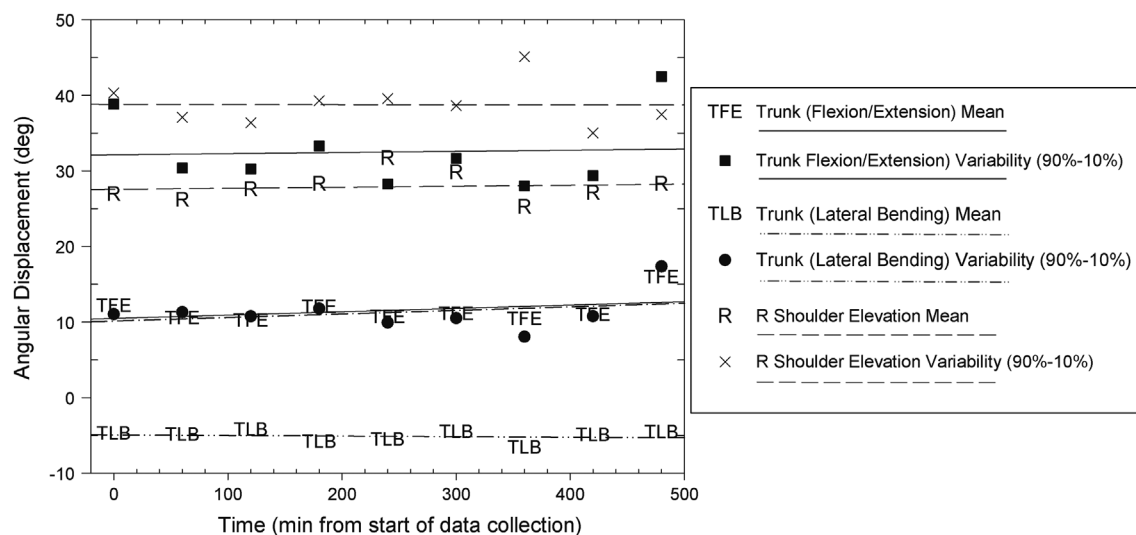 50
40
30
20
10
0
-10
Angular Displacement (deg)
R R R R R R R R R
TFE TFE TFE TFE TFE TFE TFE TFE TFE
TLB TLB TLB TLB TLB TLB TLB TLB TLB
0 100 200 300 400 500
Time (min from start of data collection)
TFE Trunk (Flexion/Extension) Mean
Trunk Flexion/Extension) Variability (90%-10%)
TLB Trunk (Lateral Bending) Mean
Trunk (Lateral Bending) Variability (90%-10%)
R R Shoulder Elevation Mean
R Shoulder Elevation Variability (90%-10%)